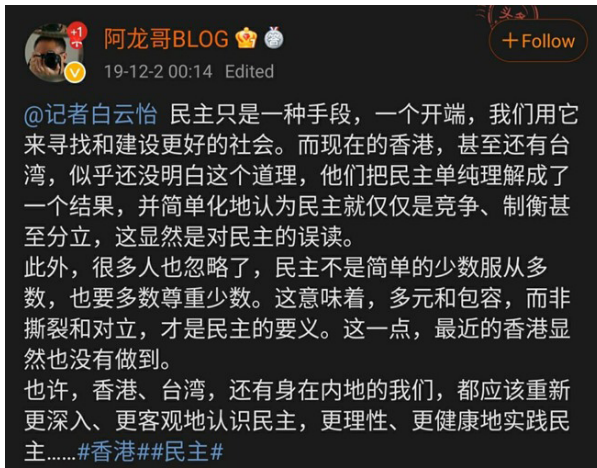 +1
阿龙哥BLOG
+Follow
19-12-2 00:14 Edited
@记者白云怡 民主只是一种手段，一个开端，我们用它
来寻找和建设更好的社会。而现在的香港，甚至还有台
湾，似乎还没明白这个道理，他们把民主单纯理解成了
一个结果，并简单化地认为民主就仅仅是竞争、制衡甚
至分立，这显然是对民主的误读。
此外，很多人也忽略了，民主不是简单的少数服从多
数，也要多数尊重少数。这意味着，多元和包容，而非
撕裂和对立，才是民主的要义。这一点，最近的香港显
然也没有做到。
也许，香港、台湾，还有身在内地的我们，都应该重新
更深入、更客观地认识民主，更理性、更健康地实践民
主……#香港##民主#